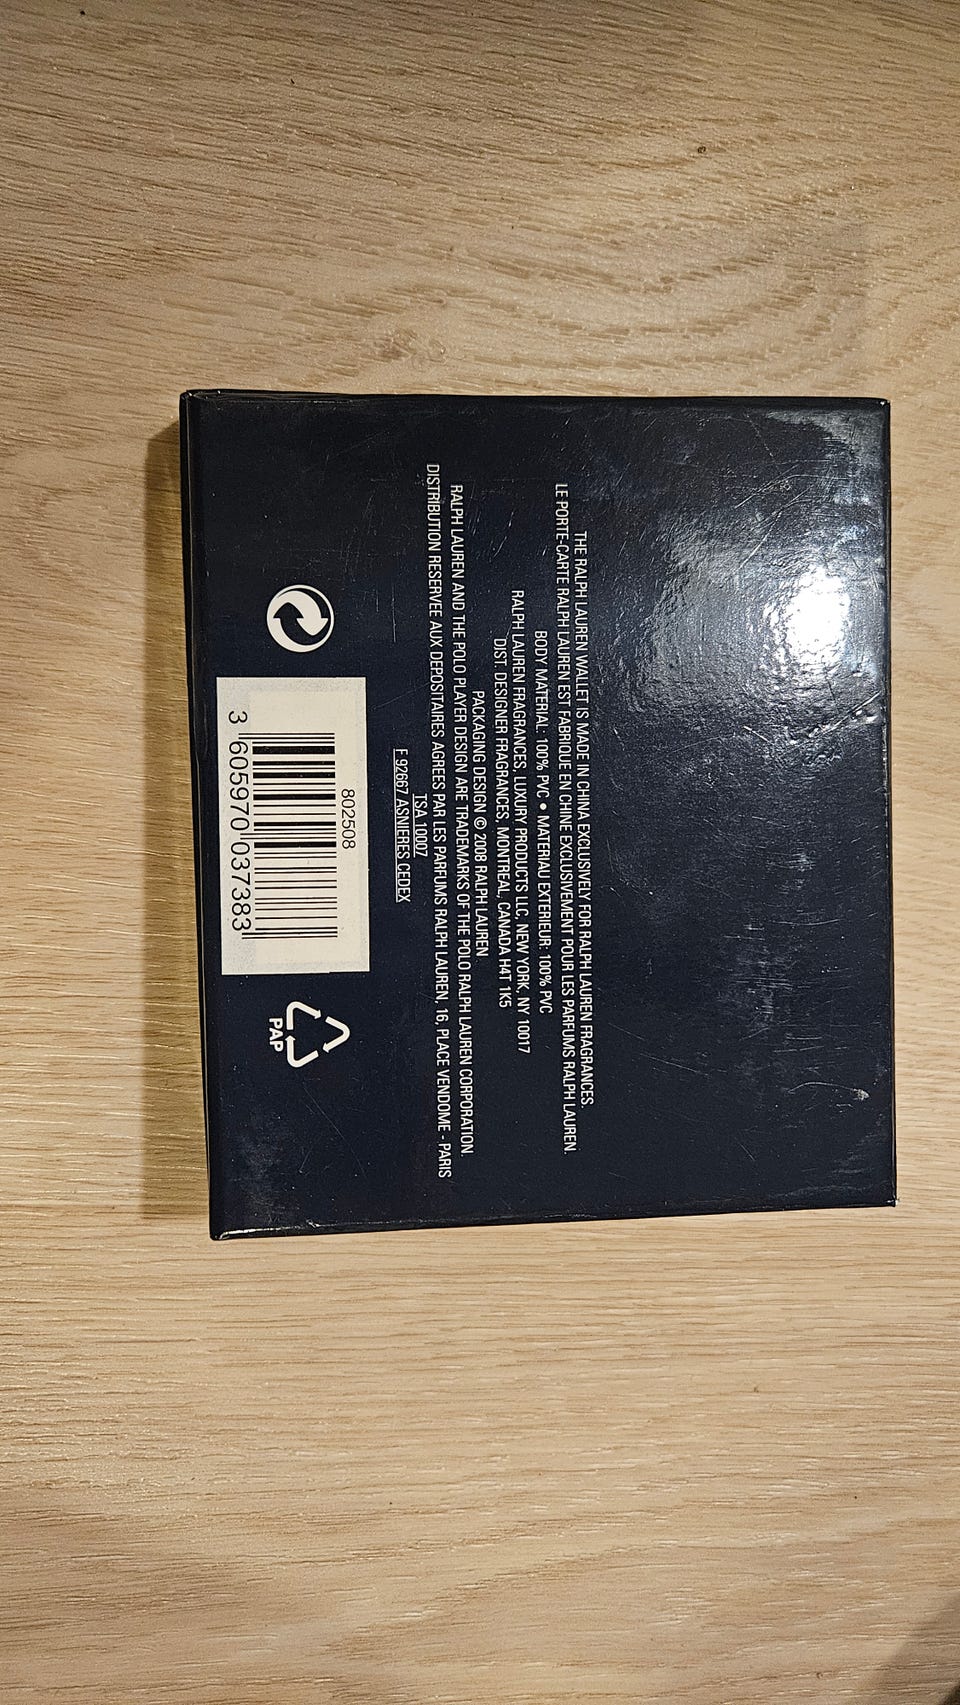 THE RALPH LAUREN WALLET IS MADE IN CHINA EXCLUSIVELY FOR RALPH LAUREN FRAGRANCES.
LE PORTE-CARTE RALPH LAUREN EST FABRIQUE EN CHINE EXCLUSIVEMENT POUR LES PARFUMS RALPH LAUREN.
BODY MATERIAL: 100% PVC • MATERIAU EXTERIEUR: 100% PVC
RALPH LAUREN FRAGRANCES, LUXURY PRODUCTS LLC, NEW YORK, NY 10017
DIST. DESIGNER FRAGRANCES, MONTREAL, CANADA H4T 1K5
PACKAGING DESIGN © 2008 RALPH LAUREN
RALPH LAUREN AND THE POLO PLAYER DESIGN ARE TRADEMARKS OF THE POLO RALPH LAUREN CORPORATION.
DISTRIBUTION RESERVEE AUX DEPOSITAIRES AGREES PAR LES PARFUMS RALPH LAUREN, 16, PLACE VENDOME - PARIS
TSA 10007
F 92667 ASNIERES CEDEX
802508
3 605970 037383
PAP